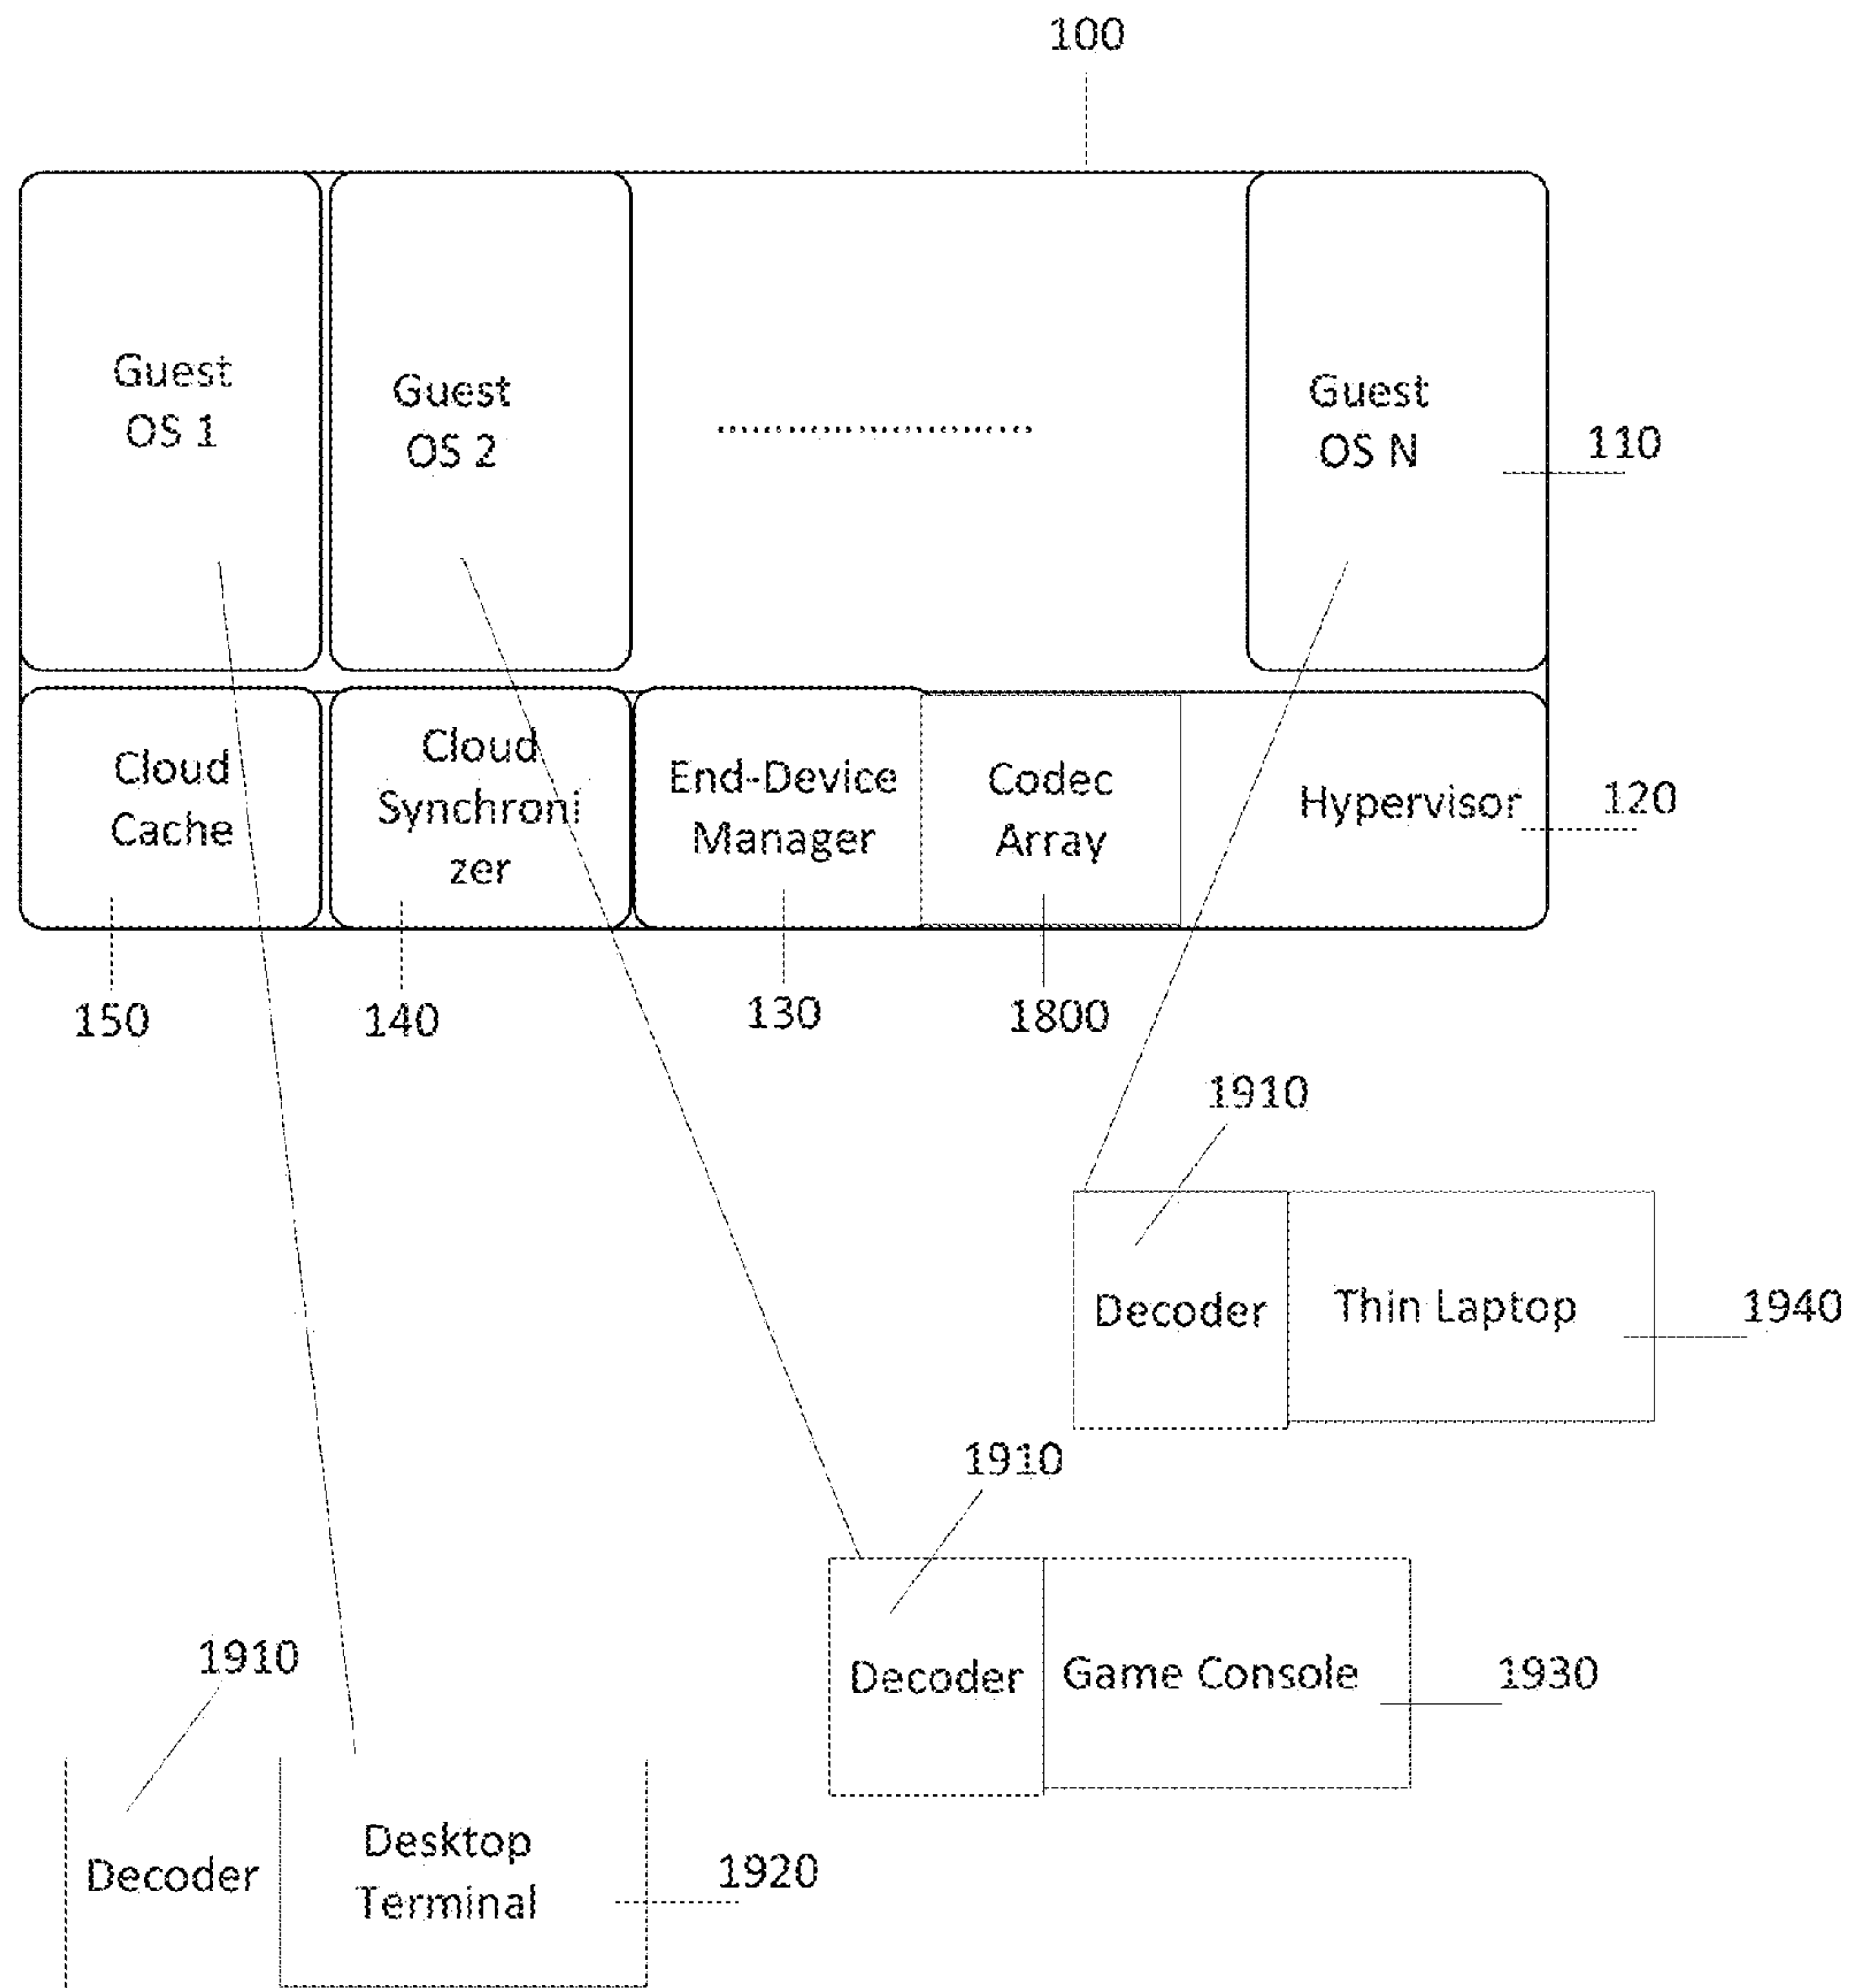 100
Guest
OS 1
Guest
OS 2
Guest
OS N
110
Cloud
Cache
Cloud
Synchroni
zer
End-Device
Manager
Codec
Array
Hypervisor
120
150
140
130
1800
1910
Decoder
Thin Laptop
1940
1910
Decoder
Game Console
1930
1910
Decoder
Desktop
Terminal
1920